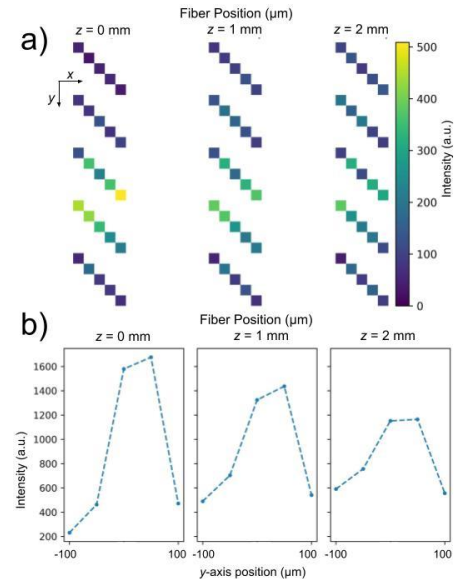 Fiber Position (µm)
a) z = 0 mm z = 1 mm z = 2 mm
x
y
500
400
300
200
100
0
Intensity (a.u.)
b) Fiber Position (µm)
z = 0 mm z = 1 mm z = 2 mm
1600
1400
1200
1000
800
600
400
200
Intensity (a.u.)
-100 100 -100 100 -100 100
y-axis position (µm)